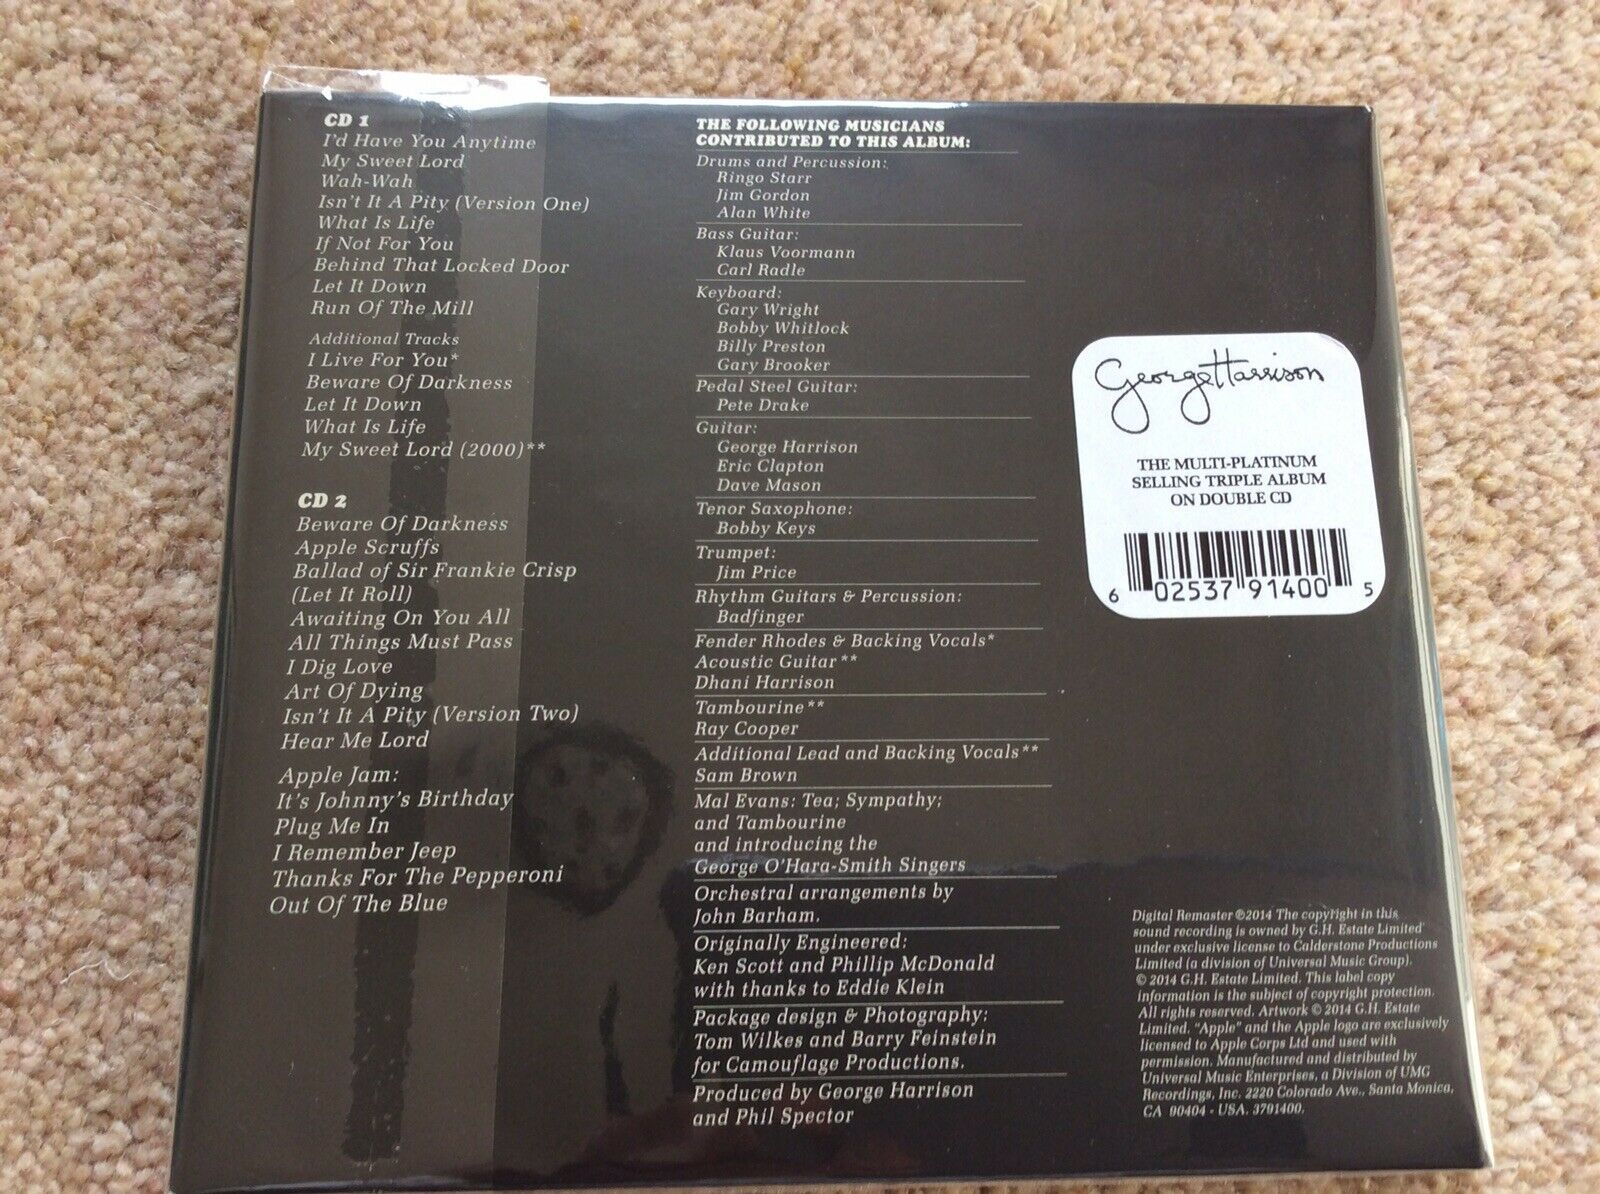 CD 1
I'd Have You Anytime
My Sweet Lord
Wah-Wah
Isn't It A Pity (Version One)
What Is Life
If Not For You
Behind That Locked Door
Let It Down
Run Of The Mill
Additional Tracks
I Live For You*
Beware Of Darkness
Let It Down
What Is Life
My Sweet Lord (2000)**
CD 2
Beware Of Darkness
Apple Scruffs
Ballad of Sir Frankie Crisp
(Let It Roll)
Awaiting On You All
All Things Must Pass
I Dig Love
Art Of Dying
Isn't It A Pity (Version Two)
Hear Me Lord
Apple Jam:
It's Johnny's Birthday
Plug Me In
I Remember Jeep
Thanks For The Pepperoni
Out Of The Blue
THE FOLLOWING MUSICIANS
CONTRIBUTED TO THIS ALBUM:
Drums and Percussion:
Ringo Starr
Jim Gordon
Alan White
Bass Guitar:
Klaus Voormann
Carl Radle
Keyboard:
Gary Wright
Bobby Whitlock
Billy Preston
Gary Brooker
Pedal Steel Guitar:
Pete Drake
Guitar:
George Harrison
Eric Clapton
Dave Mason
Tenor Saxophone:
Bobby Keys
Trumpet:
Jim Price
Rhythm Guitars & Percussion:
Badfinger
Fender Rhodes & Backing Vocals*
Acoustic Guitar**
Dhani Harrison
Tambourine**
Ray Cooper
Additional Lead and Backing Vocals**
Sam Brown
Mal Evans: Tea; Sympathy;
and Tambourine
and introducing the
George O'Hara-Smith Singers
Orchestral arrangements by
John Barham.
Originally Engineered:
Ken Scott and Phillip McDonald
with thanks to Eddie Klein
Package design & Photography:
Tom Wilkes and Barry Feinstein
for Camouflage Productions.
Produced by George Harrison
and Phil Spector
George Harrison
THE MULTI-PLATINUM
SELLING TRIPLE ALBUM
ON DOUBLE CD
6 02537 91400 5
Digital Remaster ℗2014 The copyright in this
sound recording is owned by G.H. Estate Limited
under exclusive license to Calderstone Productions
Limited (a division of Universal Music Group).
© 2014 G.H. Estate Limited. This label copy
information is the subject of copyright protection.
All rights reserved. Artwork © 2014 G.H. Estate
Limited. "Apple" and the Apple logo are exclusively
licensed to Apple Corps Ltd and used with
permission. Manufactured and distributed by
Universal Music Enterprises, a Division of UMG
Recordings, Inc. 2220 Colorado Ave., Santa Monica,
CA 90404 - USA. 3791400.